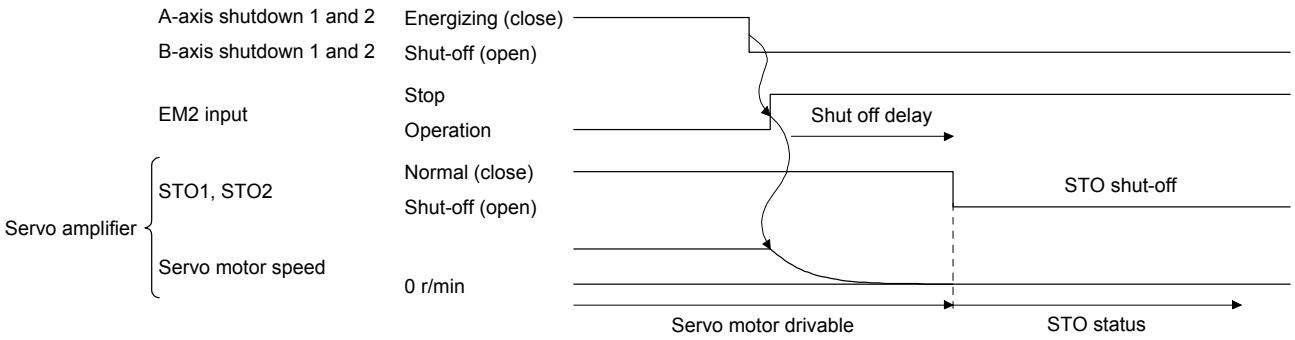 A-axis shutdown 1 and 2 Energizing (close)
B-axis shutdown 1 and 2 Shut-off (open)
Stop
EM2 input
Shut off delay
Operation
Normal (close)
STO1, STO2
STO shut-off
Shut-off (open)
Servo amplifier
Servo motor speed
0 r/min
Servo motor drivable STO status